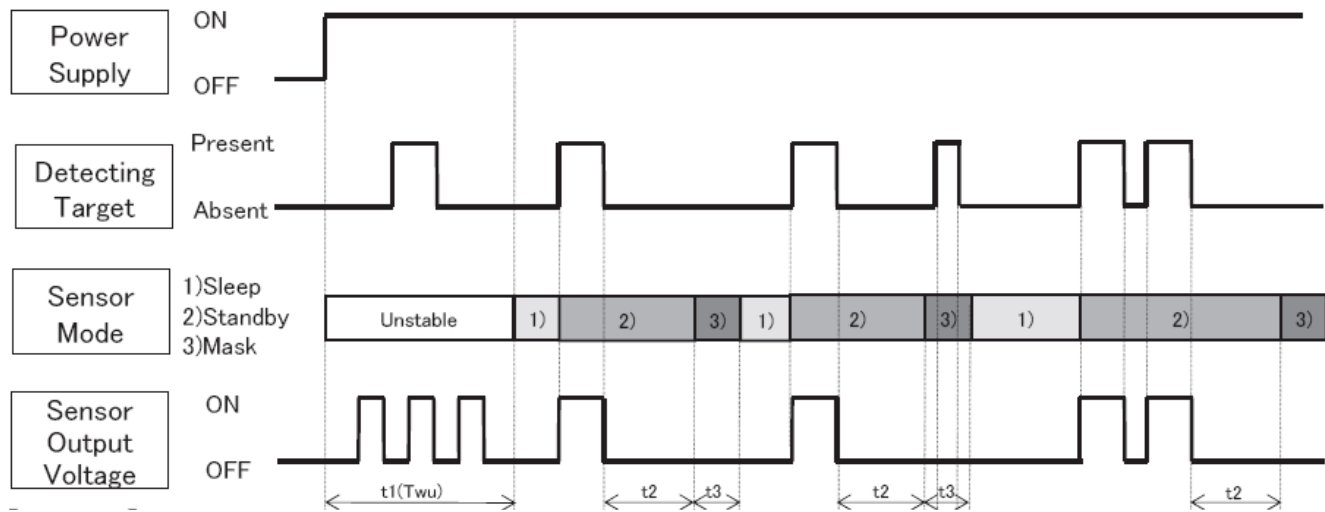 Power
Supply
ON
OFF
Detecting
Target
Present
Absent
Sensor
Mode
1)Sleep
2)Standby
3)Mask
Unstable
1)
2)
3)
1)
2)
3)
1)
2)
3)
Sensor
Output
Voltage
ON
OFF
t1(Twu)
t2
t3
t2
t3
t2